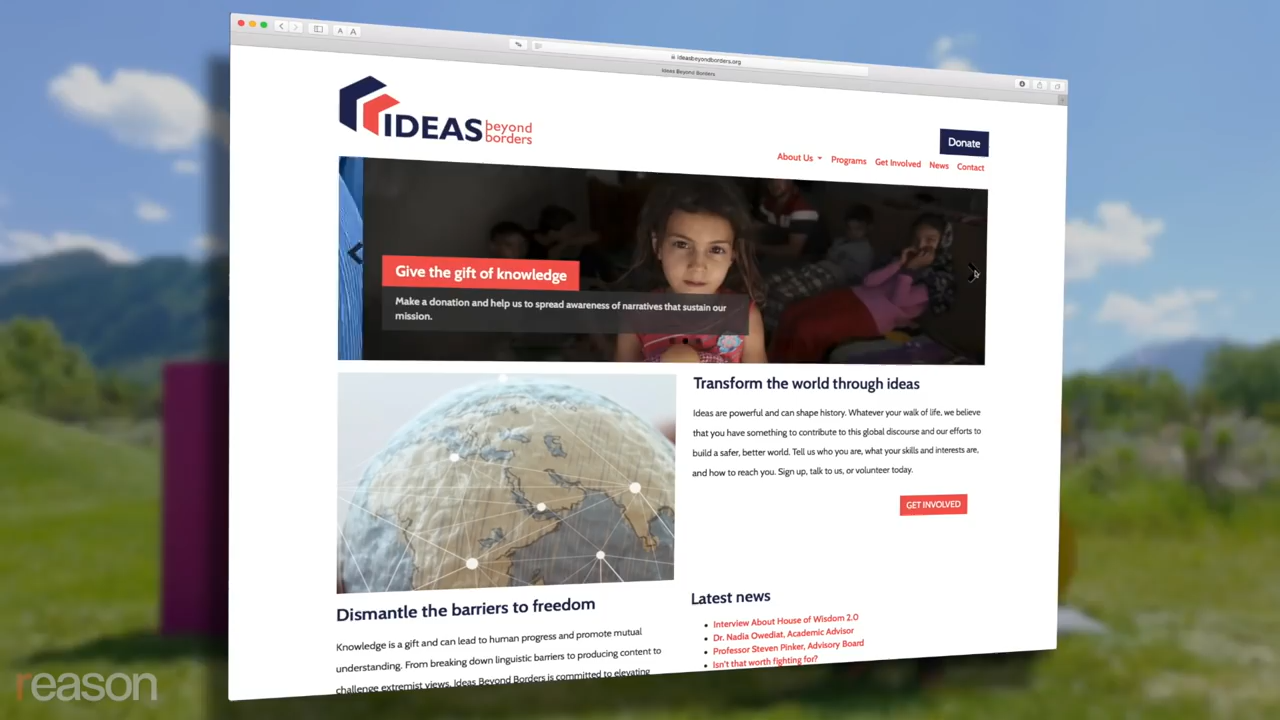 A A
ideasbeyondborders.org
Ideas Beyond Borders
IDEAS beyond borders
Donate
About Us Programs Get Involved News Contact
Give the gift of knowledge
Make a donation and help us to spread awareness of narratives that sustain our
mission.
Transform the world through ideas
Ideas are powerful and can shape history. Whatever your walk of life, we believe
that you have something to contribute to this global discourse and our efforts to
build a safer, better world. Tell us who you are, what your skills and interests are,
and how to reach you. Sign up, talk to us, or volunteer today.
GET INVOLVED
Dismantle the barriers to freedom
Knowledge is a gift and can lead to human progress and promote mutual
understanding. From breaking down linguistic barriers to producing content to
challenge extremist views, Ideas Beyond Borders is committed to elevating
Latest news
Interview About House of Wisdom 2.0
Dr. Nadia Owediat, Academic Advisor
Professor Steven Pinker, Advisory Board
Isn't that worth fighting for?
reason